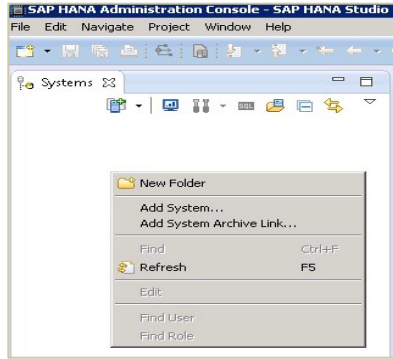 SAP HANA Administration Console - SAP HANA Studio
File Edit Navigate Project Window Help
Systems
SQL
New Folder
Add System...
Add System Archive Link...
Find Ctrl+F
Refresh F5
Edit
Find User
Find Role